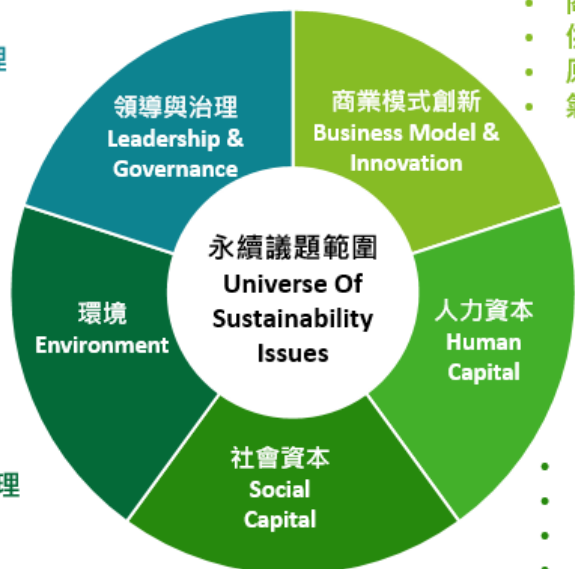 領導與治理
Leadership &
Governance
商業模式創新
Business Model &
Innovation
永續議題範圍
Universe Of
Sustainability
Issues
環境
Environment
人力資本
Human
Capital
社會資本
Social
Capital
理